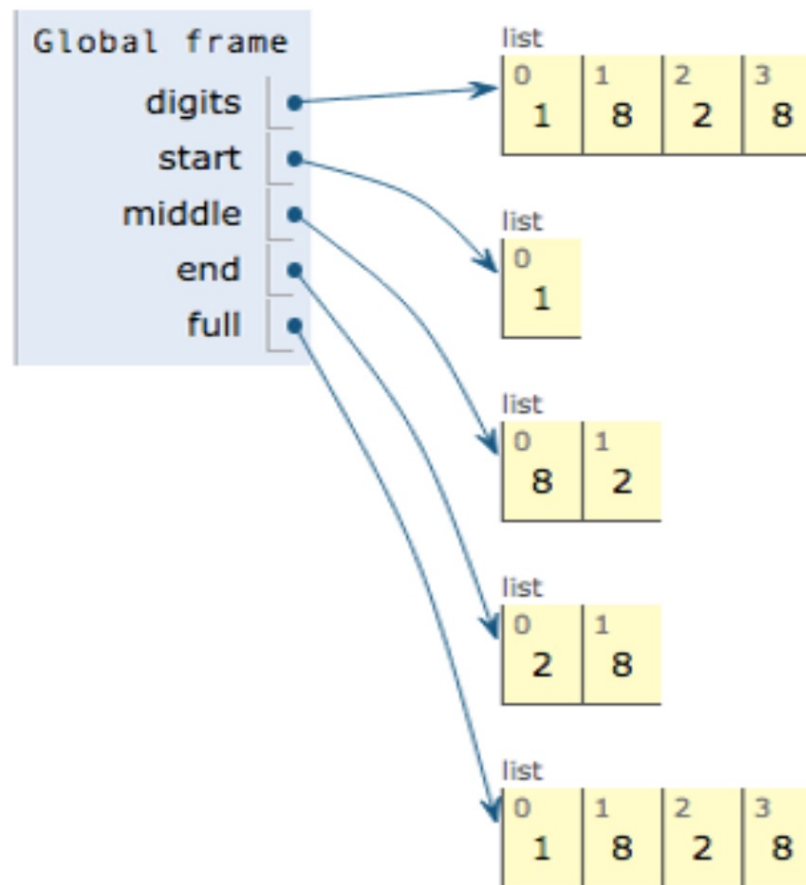 Global frame
digits
start
middle
end
full
list
0 1 2 3
1 8 2 8
list
0
1
list
0 1
8 2
list
0 1
2 8
list
0 1 2 3
1 8 2 8